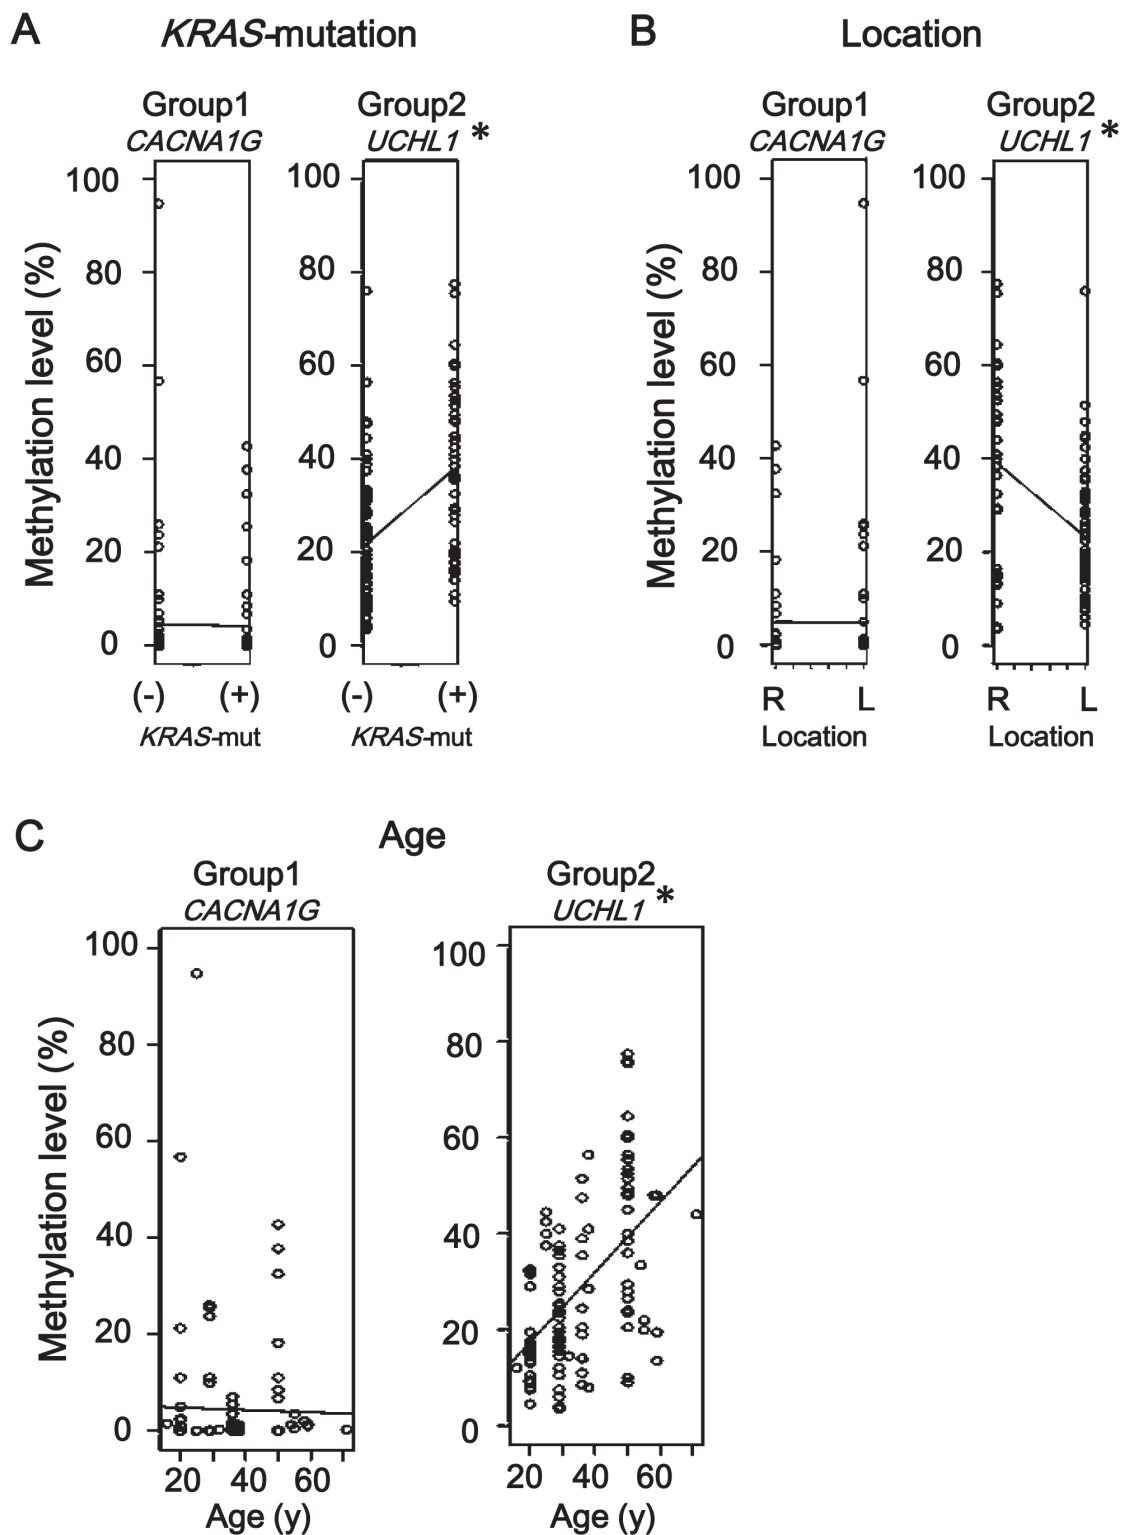 A
KRAS-mutation
Group1
CACNA1G
Group2
UCHL1 *
Methylation level (%)
100
80
60
40
20
0
100
80
60
40
20
0
(-) (+)
KRAS-mut
(-) (+)
KRAS-mut
B
Location
Group1
CACNA1G
Group2
UCHL1 *
Methylation level (%)
100
80
60
40
20
0
100
80
60
40
20
0
R L
Location
R L
Location
C
Age
Group1
CACNA1G
Group2
UCHL1 *
Methylation level (%)
100
80
60
40
20
0
20 40 60
Age (y)
100
80
60
40
20
0
20 40 60
Age (y)